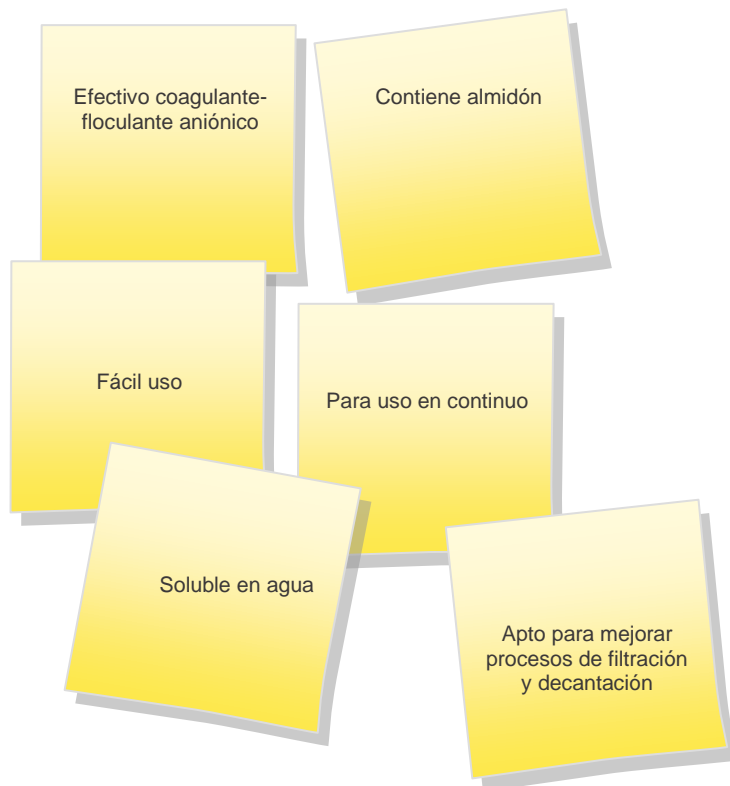 Efectivo coagulante-
floculante aniónico
Contiene almidón
Fácil uso
Para uso en continuo
Soluble en agua
Apto para mejorar
procesos de filtración
y decantación